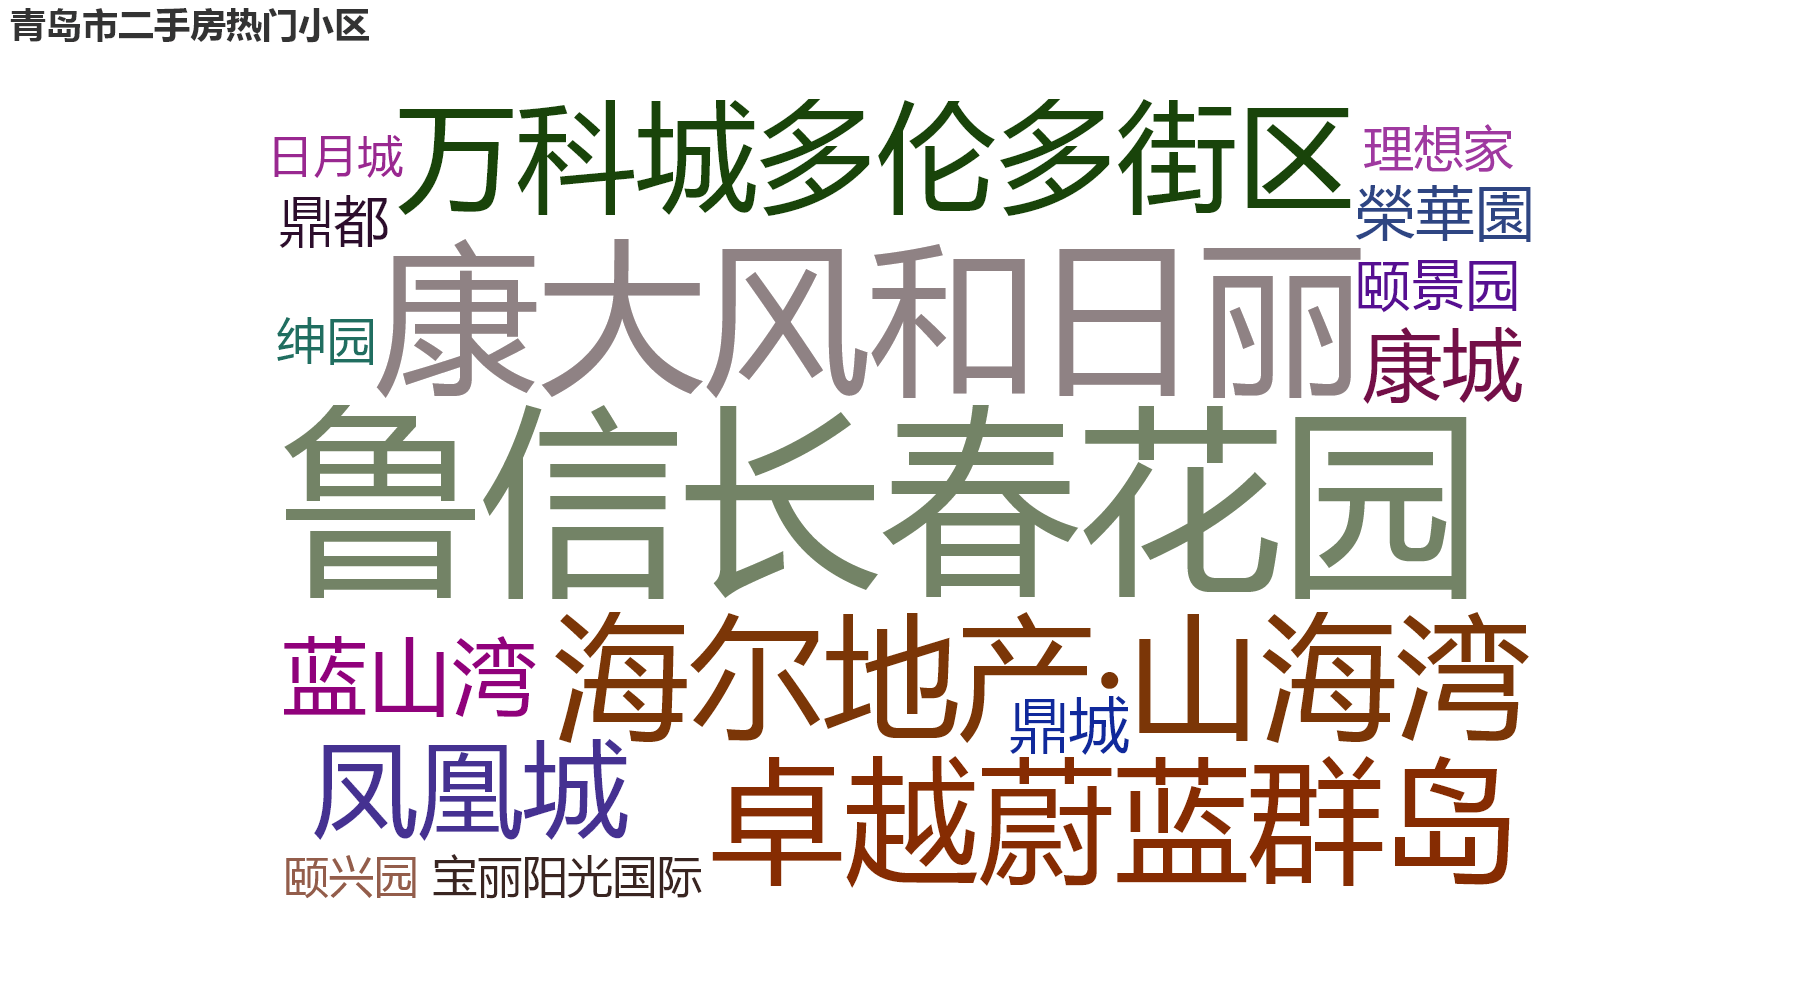 青岛市二手房热门小区
万科城多伦多街区
日月城
理想家
鼎都
榮華園
康大风和日丽
颐景园
绅园
康城
鲁信长春花园
海尔地产·山海湾
蓝山湾
鼎城
凤凰城
卓越蔚蓝群岛
颐兴园
宝丽阳光国际